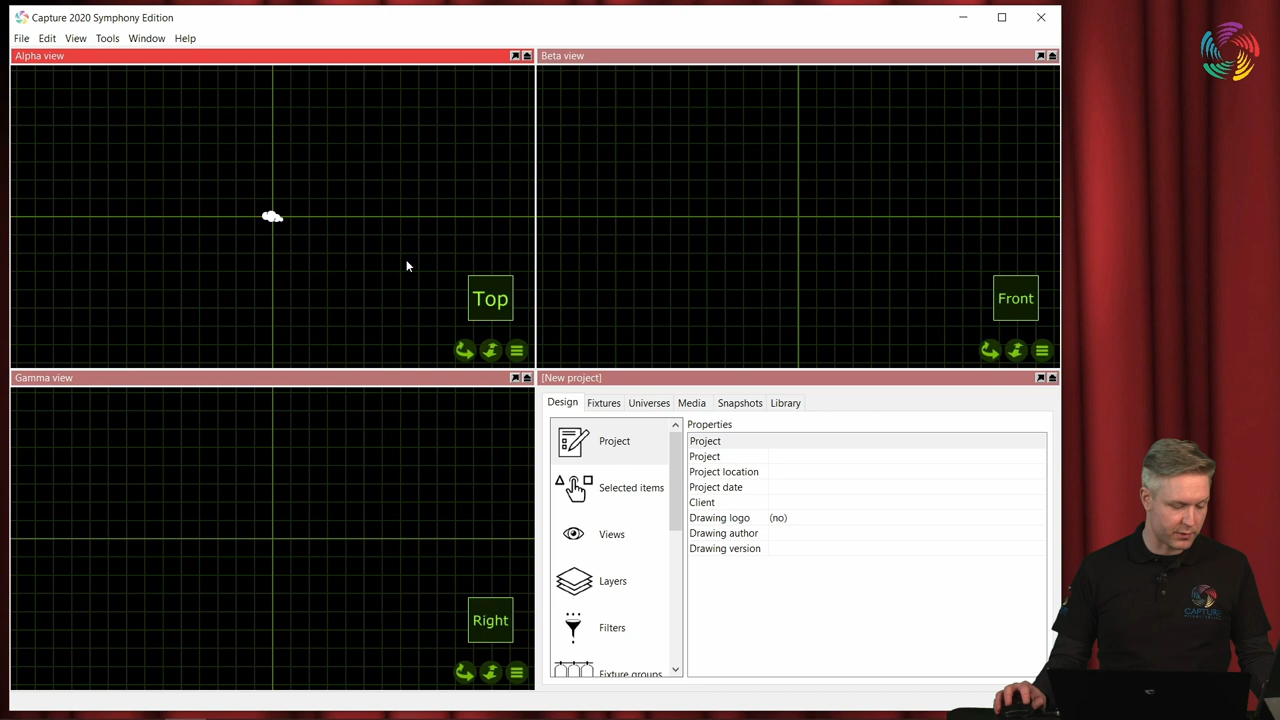 Capture 2020 Symphony Edition
File Edit View Tools Window Help
Alpha view
Beta view
Top
Front
Gamma view
[New project]
Design Fixtures Universes Media Snapshots Library
Project
Selected items
Views
Layers
Filters
Fixture groups
Properties
Project
Project
Project location
Project date
Client
Drawing logo (no)
Drawing author
Drawing version
Right
CAPTURE